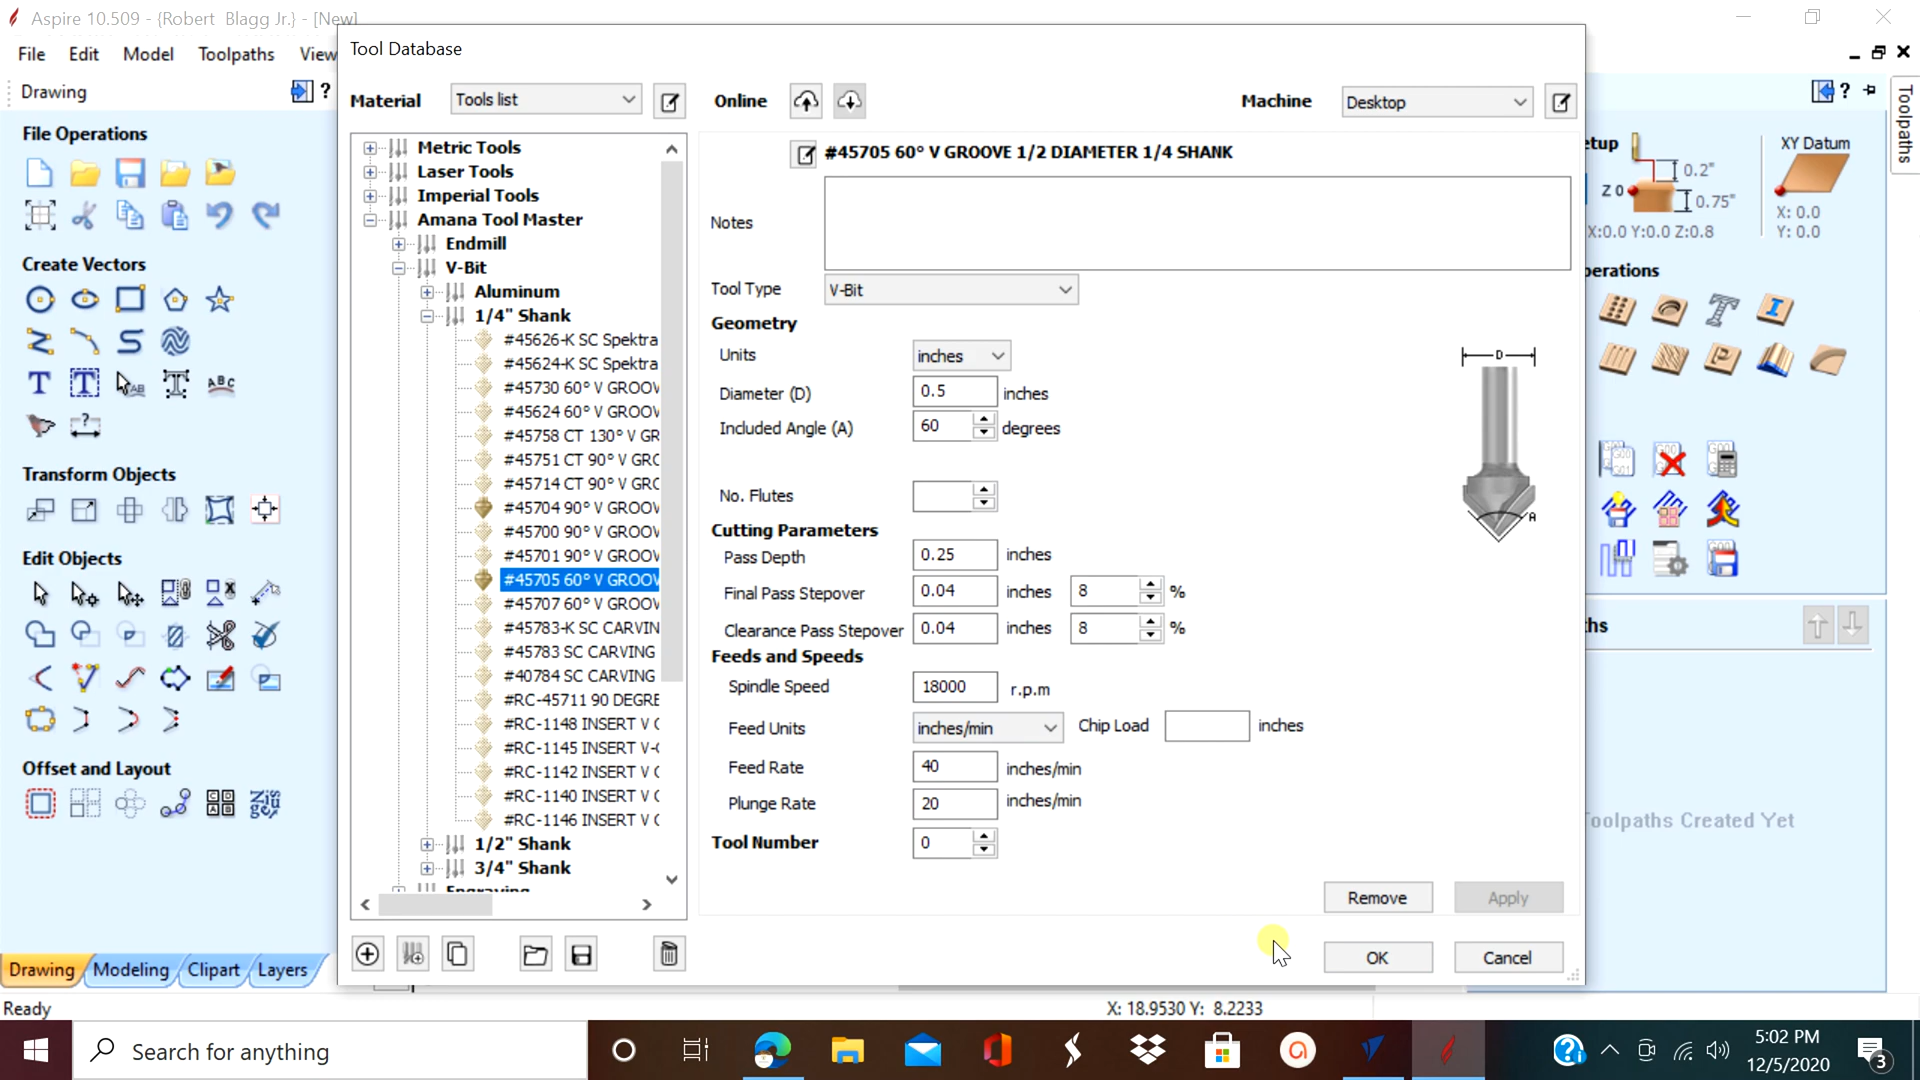 Aspire 10.509 - {Robert Blagg Jr.} - [New]
File Edit Model Toolpaths View
Drawing
File Operations
Create Vectors
Transform Objects
Edit Objects
Offset and Layout
Drawing Modeling Clipart Layers
Ready
Tool Database
Material Tools list Online Machine Desktop
Metric Tools
Laser Tools
Imperial Tools
Amana Tool Master
Endmill
V-Bit
Aluminum
1/4" Shank
#45626-K SC Spektra
#45624-K SC Spektra
#45730 60° V GROOV
#45624 60° V GROOV
#45758 CT 130° V GR
#45751 CT 90° V GRC
#45714 CT 90° V GRC
#45704 90° V GROOV
#45700 90° V GROOV
#45701 90° V GROOV
#45705 60° V GROOV
#45707 60° V GROOV
#45783-K SC CARVIN
#45783 SC CARVING
#40784 SC CARVING
#RC-45711 90 DEGRE
#RC-1148 INSERT V C
#RC-1145 INSERT V-(
#RC-1142 INSERT V C
#RC-1140 INSERT V (
#RC-1146 INSERT V (
1/2" Shank
3/4" Shank
Engraving
#45705 60° V GROOVE 1/2 DIAMETER 1/4 SHANK
Notes
Tool Type V-Bit
Geometry
Units inches
Diameter (D) 0.5 inches
Included Angle (A) 60 degrees
No. Flutes
D
A
Cutting Parameters
Pass Depth 0.25 inches
Final Pass Stepover 0.04 inches 8 %
Clearance Pass Stepover 0.04 inches 8 %
Feeds and Speeds
Spindle Speed 18000 r.p.m
Feed Units inches/min Chip Load inches
Feed Rate 40 inches/min
Plunge Rate 20 inches/min
Tool Number 0
Remove Apply
OK Cancel
Toolpaths
etup
XY Datum
0.2"
Z 0
0.75"
X: 0.0
Y: 0.0
X:0.0 Y:0.0 Z:0.8
perations
ths
oolpaths Created Yet
X: 18.9530 Y: 8.2233
Search for anything
5:02 PM
12/5/2020
3